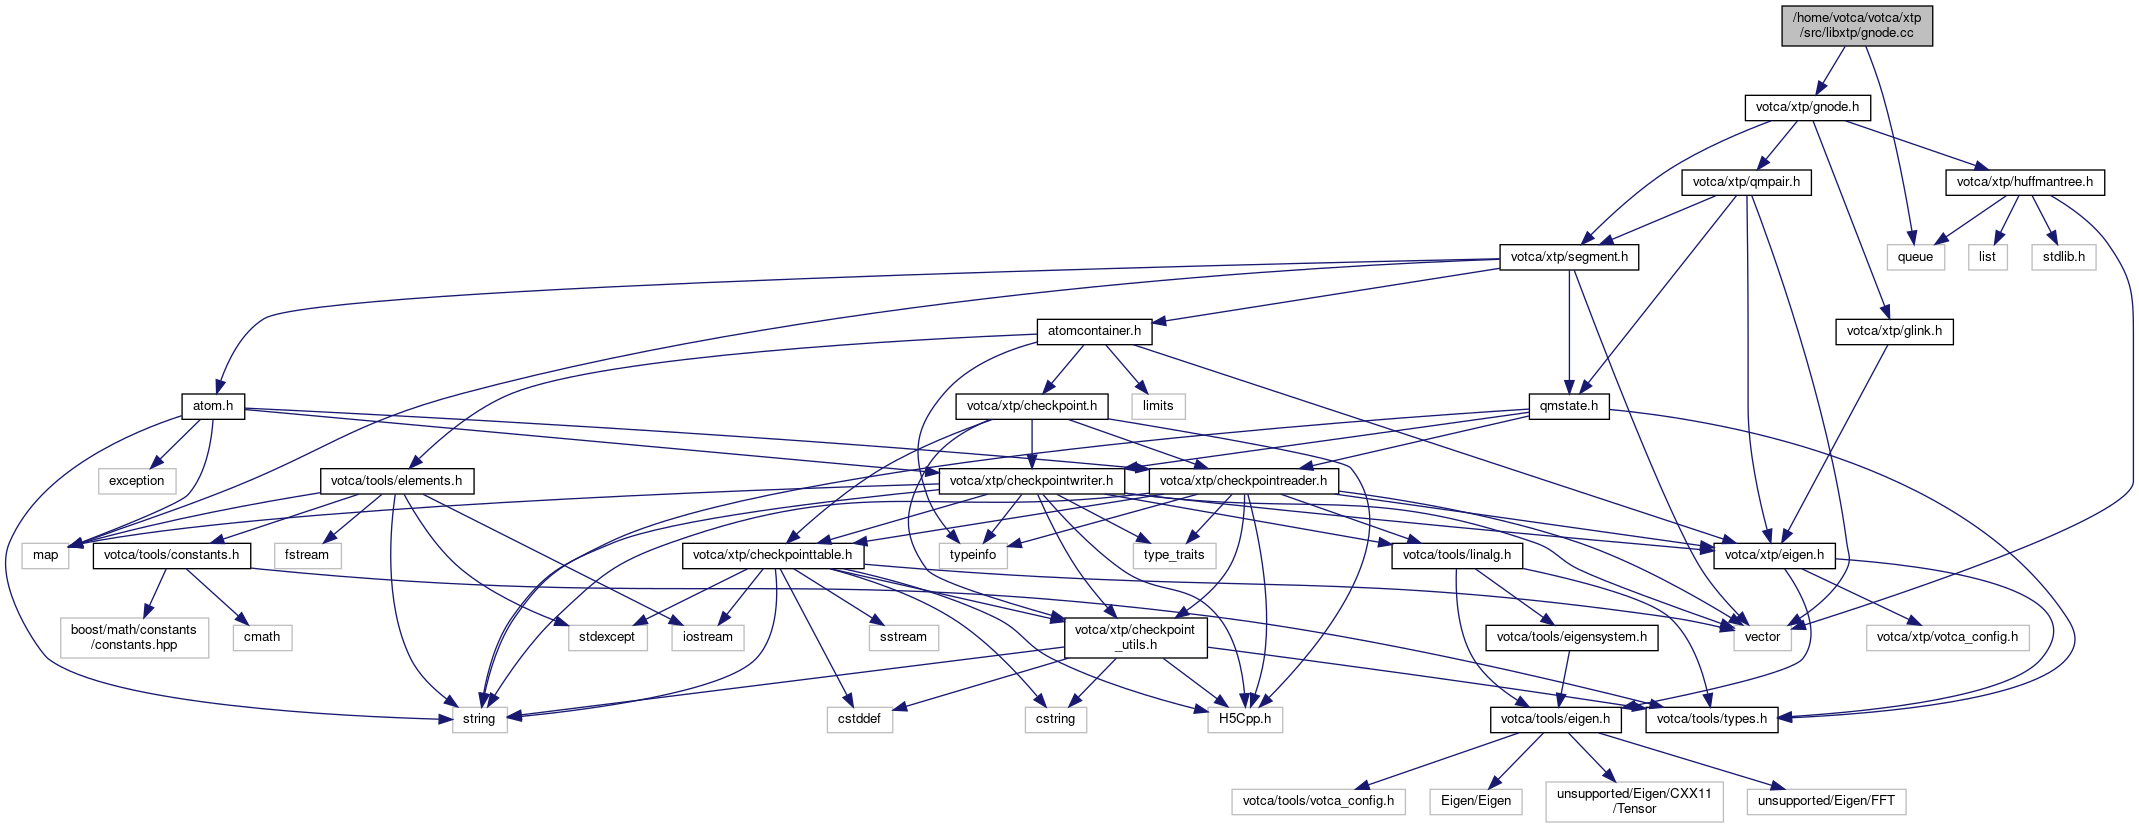 /home/votca/votca/xtp
/src/libxtp/gnode.cc
votca/xtp/gnode.h
votca/xtp/qmpair.h
votca/xtp/huffmantree.h
votca/xtp/segment.h
queue
list
stdlib.h
atomcontainer.h
votca/xtp/glink.h
atom.h
votca/xtp/checkpoint.h
limits
qmstate.h
exception
votca/tools/elements.h
votca/xtp/checkpointwriter.h
votca/xtp/checkpointreader.h
map
votca/tools/constants.h
fstream
votca/xtp/checkpointtable.h
typeinfo
type_traits
votca/tools/linalg.h
votca/xtp/eigen.h
boost/math/constants
/constants.hpp
cmath
stdexcept
iostream
sstream
votca/xtp/checkpoint
_utils.h
votca/tools/eigensystem.h
vector
votca/xtp/votca_config.h
string
cstddef
cstring
H5Cpp.h
votca/tools/eigen.h
votca/tools/types.h
votca/tools/votca_config.h
Eigen/Eigen
unsupported/Eigen/CXX11
/Tensor
unsupported/Eigen/FFT